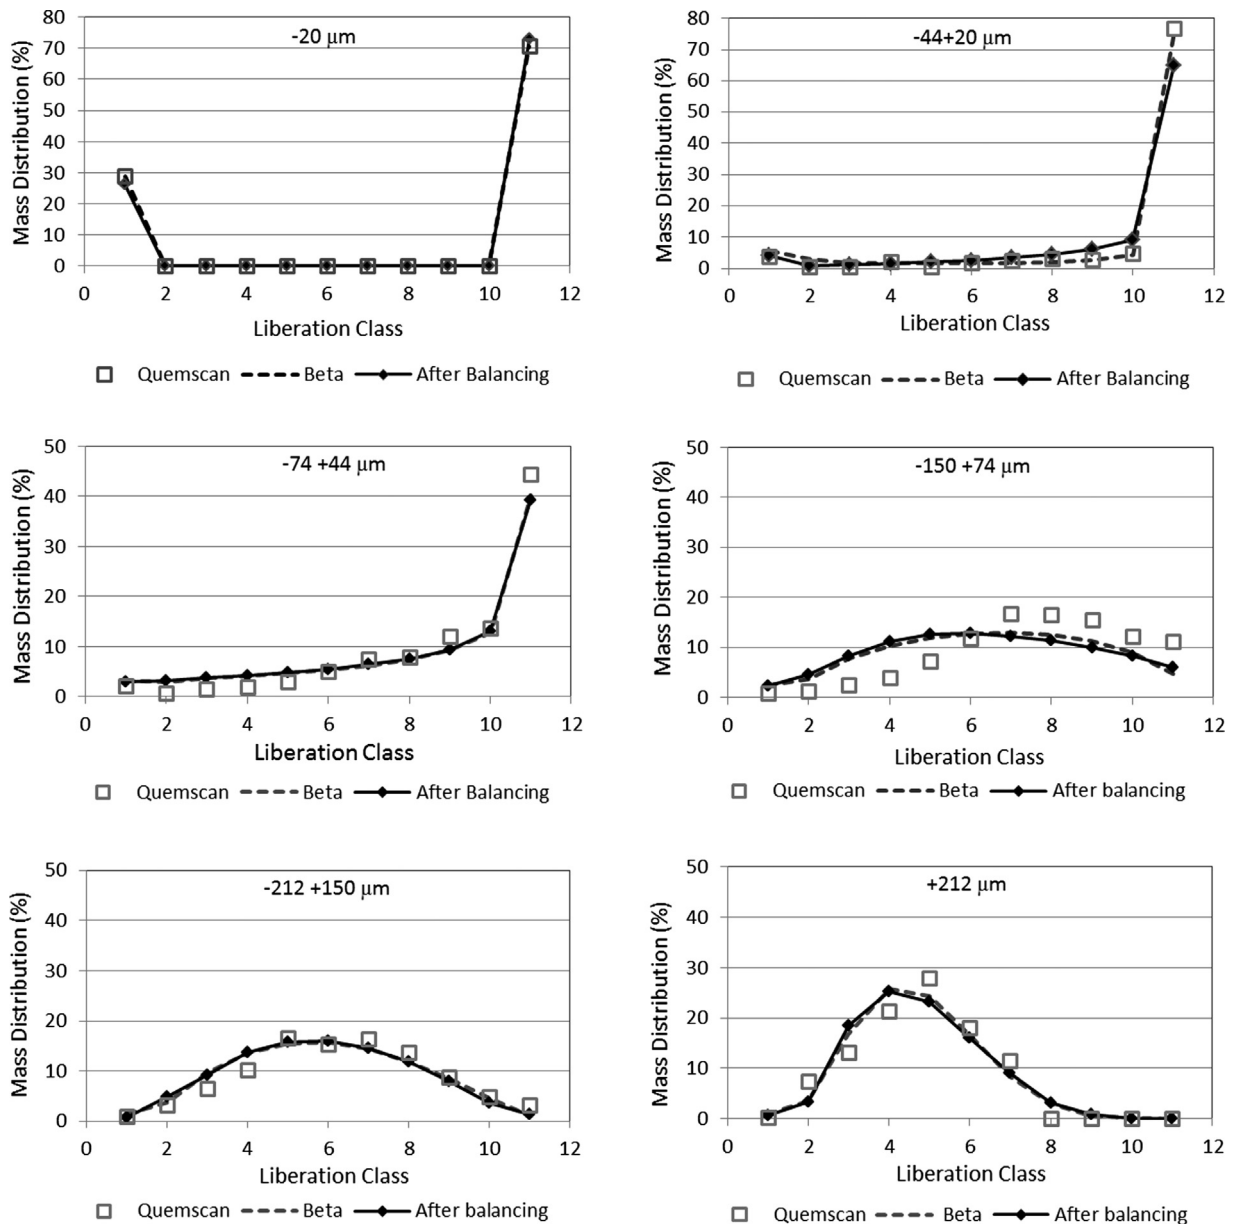 -20 μm
Mass Distribution (%)
80
70
60
50
40
30
20
10
0
0 2 4 6 8 10 12
Liberation Class
Quemscan Beta After Balancing
-44+20 μm
Mass Distribution (%)
80
70
60
50
40
30
20
10
0
0 2 4 6 8 10 12
Liberation Class
Quemscan Beta After Balancing
-74 +44 μm
Mass Distribution (%)
50
40
30
20
10
0
0 2 4 6 8 10 12
Liberation Class
Quemscan Beta After Balancing
-150 +74 μm
Mass Distribution (%)
50
40
30
20
10
0
0 2 4 6 8 10 12
Liberation Class
Quemscan Beta After balancing
-212 +150 μm
Mass Distribution (%)
50
40
30
20
10
0
0 2 4 6 8 10 12
Liberation Class
Quemscan Beta After balancing
+212 μm
Mass Distribution (%)
50
40
30
20
10
0
0 2 4 6 8 10 12
Liberation Class
Quemscan Beta After balancing